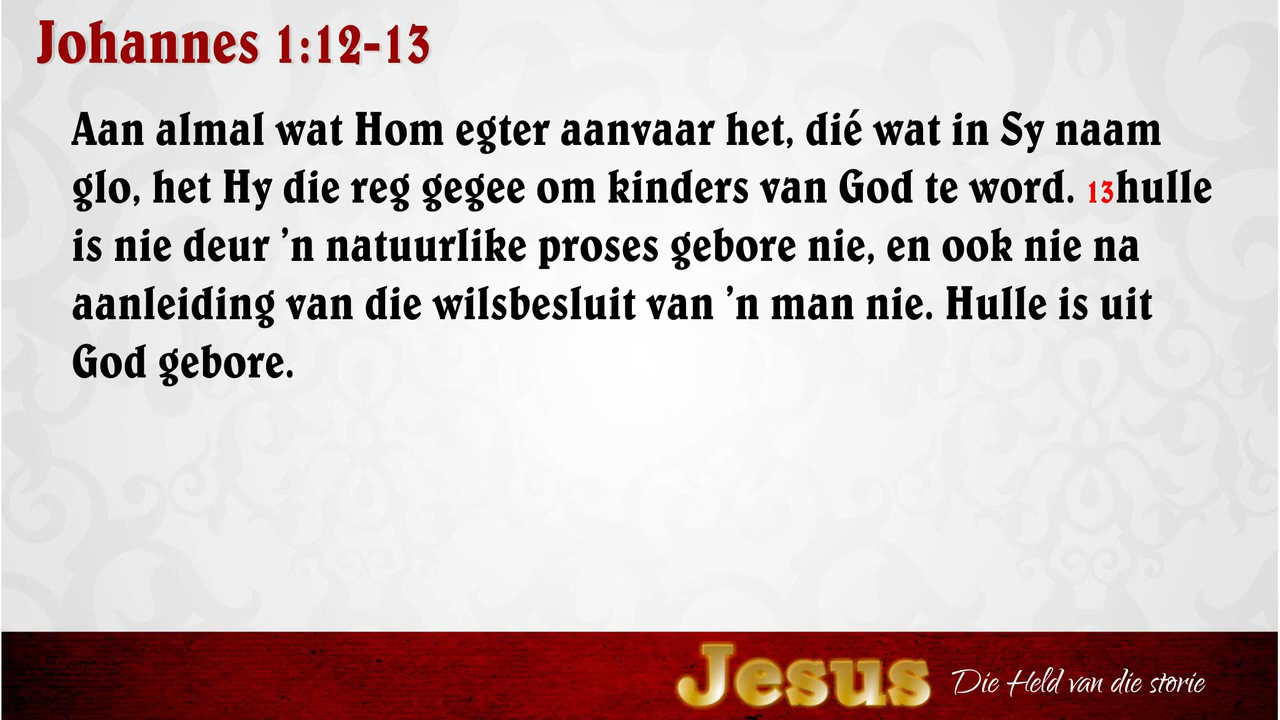 Johannes 1:12-13
Aan almal wat Hom egter aanvaar het, dié wat in Sy naam
glo, het Hy die reg gegee om kinders van God te word. 13hulle
is nie deur ’n natuurlike proses gebore nie, en ook nie na
aanleiding van die wilsbesluit van ’n man nie. Hulle is uit
God gebore.
Jesus Die Held van die storie